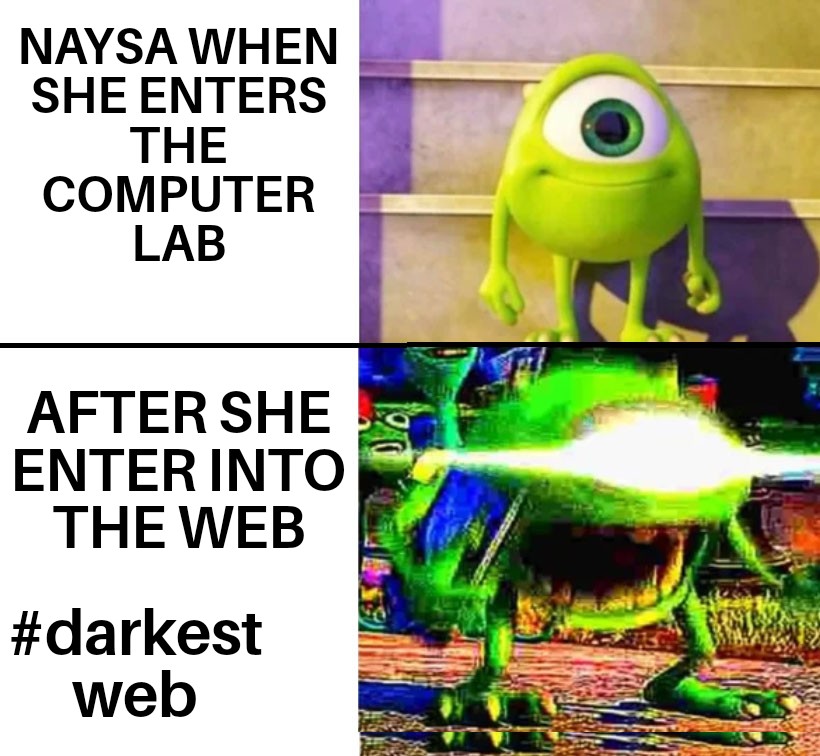 NAYSA WHEN
SHE ENTERS
THE
COMPUTER
LAB
AFTER SHE
ENTER INTO
THE WEB
#darkest
web